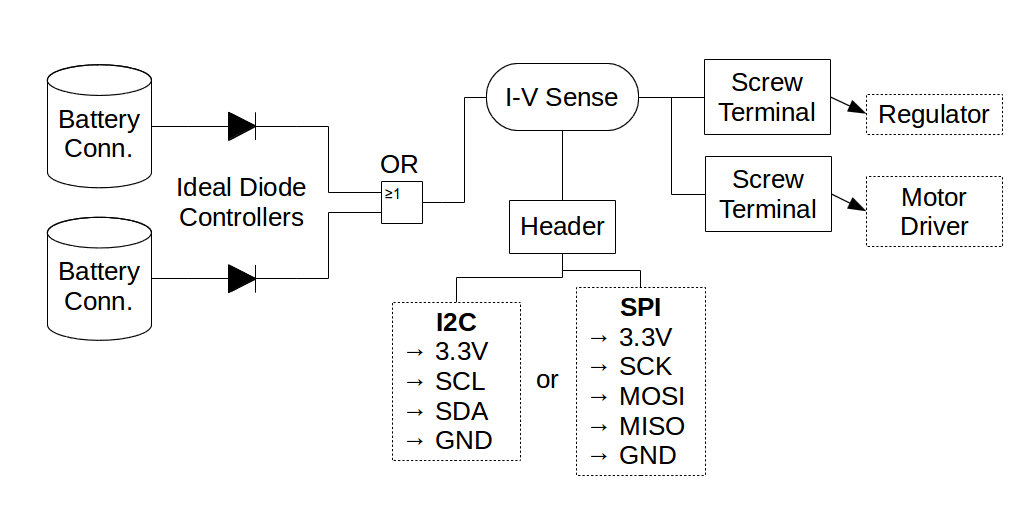 Battery
Conn.
Ideal Diode
Controllers
Battery
Conn.
OR
≥1
I-V Sense
Header
I2C
→ 3.3V
→ SCL
→ SDA
→ GND
or
SPI
→ 3.3V
→ SCK
→ MOSI
→ MISO
→ GND
Screw
Terminal
Regulator
Screw
Terminal
Motor
Driver